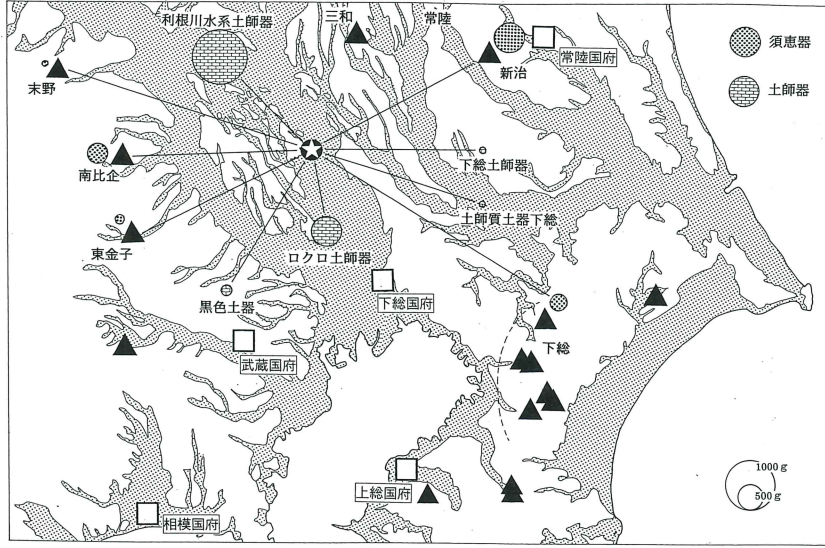 利根川水系土師器
三和
常陸
須恵器
末野
新治
常陸国府
土師器
南比企
下総土師器
土師質土器下総
東金子
ロクロ土師器
黒色土器
下総国府
下総
武蔵国府
1000g
上総国府
500g
相模国府